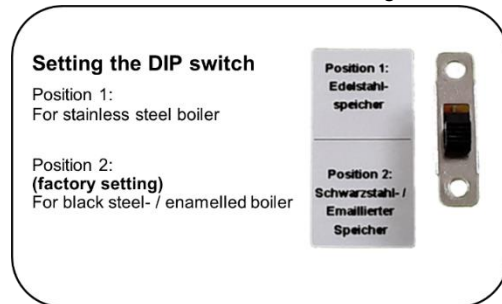 Setting the DIP switch
Position 1:
For stainless steel boiler
Position 2:
(factory setting)
For black steel- / enamelled boiler
Position 1:
Edelstahl-
speicher
Position 2:
Schwarzstahl- /
Emaillierter
Speicher